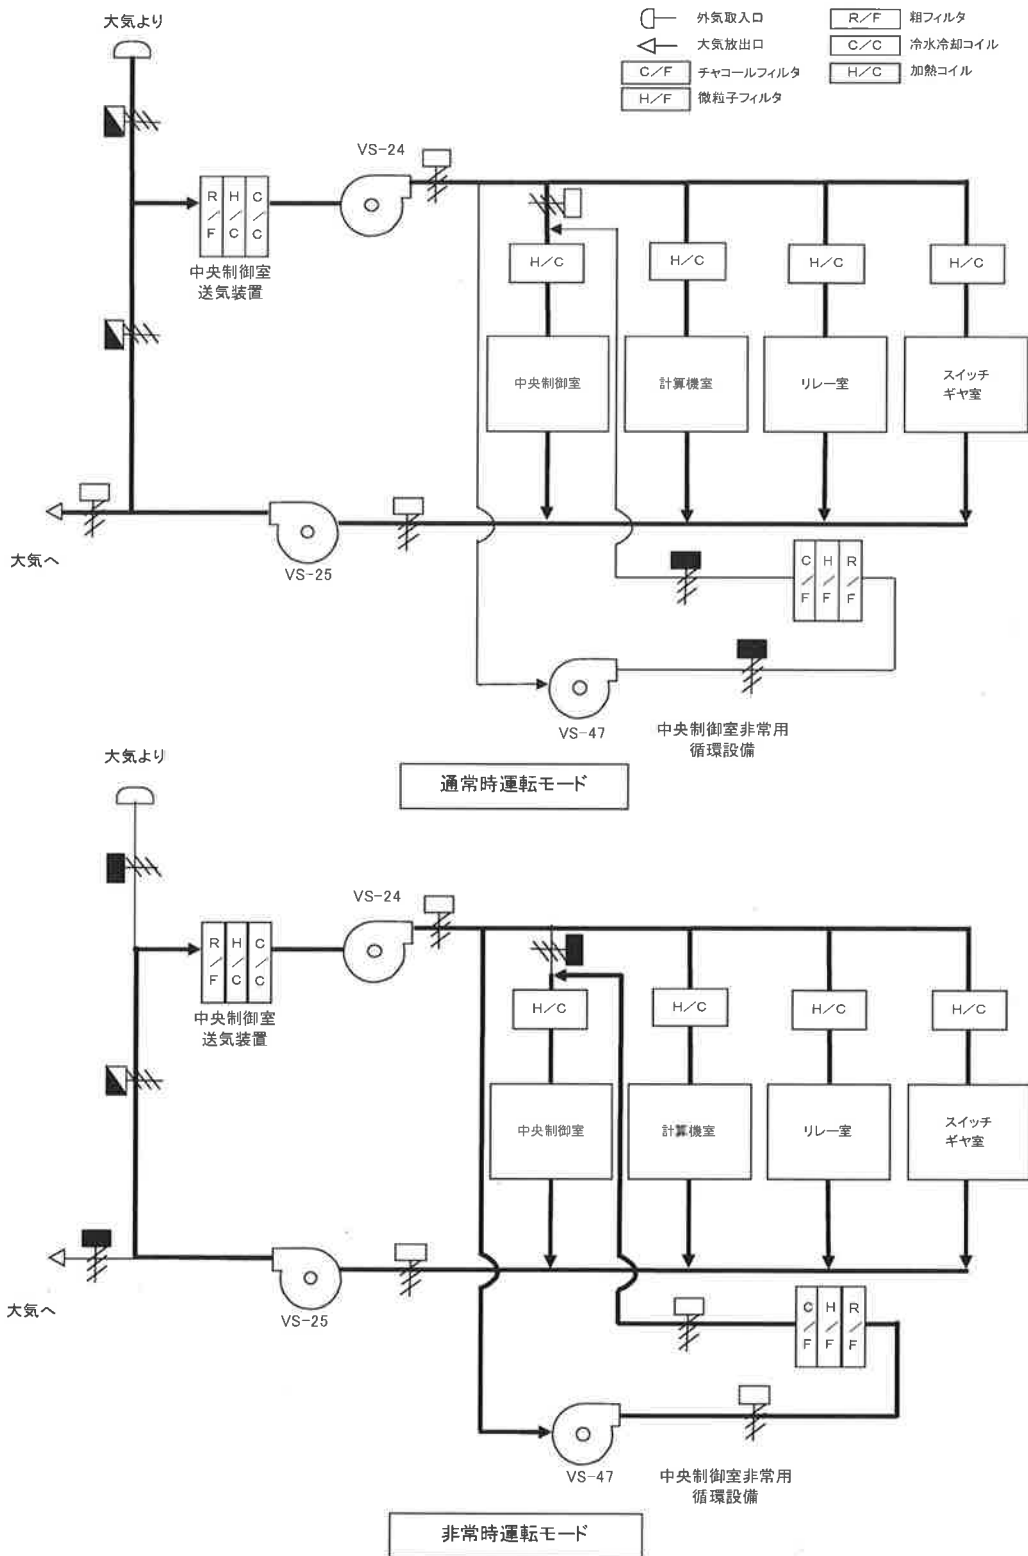 大気より
外気取入口
大気放出口
C/F チャコールフィルタ
H/F 微粒子フィルタ
R/F 粗フィルタ
C/C 冷水冷却コイル
H/C 加熱コイル
VS-24
R/F
H/C
C/C
中央制御室
送気装置
H/C
H/C
H/C
H/C
中央制御室
計算機室
リレー室
スイッチ
ギヤ室
大気へ
VS-25
C/F
H/F
R/F
VS-47
中央制御室非常用
循環設備
通常時運転モード
大気より
VS-24
R/F
H/C
C/C
中央制御室
送気装置
H/C
H/C
H/C
H/C
中央制御室
計算機室
リレー室
スイッチ
ギヤ室
大気へ
VS-25
C/F
H/F
R/F
VS-47
中央制御室非常用
循環設備
非常時運転モード